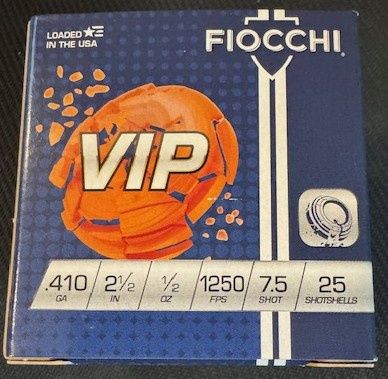 LOADED
IN THE USA
FIOCCHI
VIP
.410 2½ ½ 1250 7.5 25
GA IN OZ FPS SHOT SHOTSHELLS